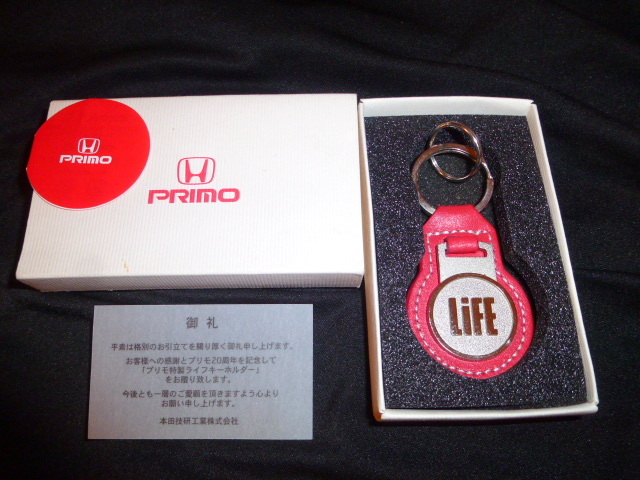 PRIMO
PRIMO
LiFE
御礼
平素は格別のお引立てを賜り厚く御礼申し上げます。
お客様への感謝とプリモ20周年を記念して
「プリモ特製ライフキーホルダー」
をお贈り致します。
今後とも一層のご愛顧を頂きますよう心より
お願い申し上げます。
本田技研工業株式会社